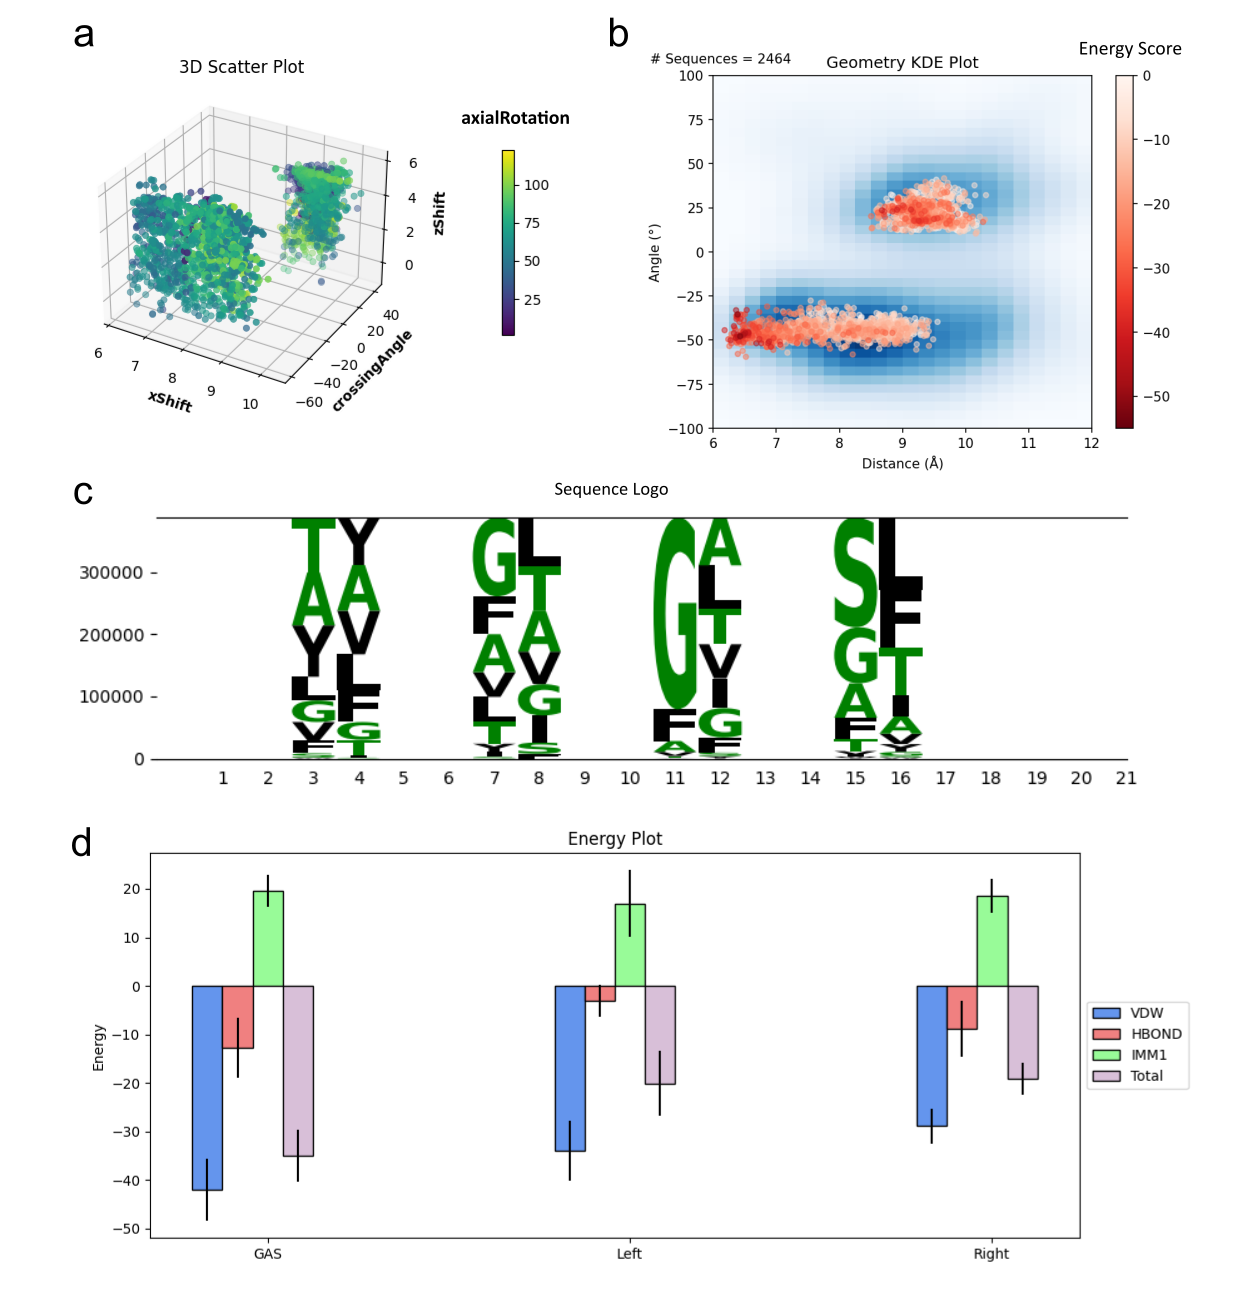 a
3D Scatter Plot
axialRotation
100
75
50
25
6
4
2
0
zShift
40
20
0
−20
−40
−60
crossingAngle
6
7
8
9
10
xShift
b
# Sequences = 2464
Geometry KDE Plot
Energy Score
100
75
50
25
0
−25
−50
−75
−100
Angle (°)
6 7 8 9 10 11 12
Distance (Å)
0
−10
−20
−30
−40
−50
c
Sequence Logo
300000
200000
100000
0
T Y G L G A S L
A A F T F L G F
Y V A A A T A T
L L V V V F I
G F L G I T A
V G T I G V
F T Y S F Y
1 2 3 4 5 6 7 8 9 10 11 12 13 14 15 16 17 18 19 20 21
d
Energy Plot
20
10
0
−10
−20
−30
−40
−50
Energy
GAS Left Right
VDW
HBOND
IMM1
Total